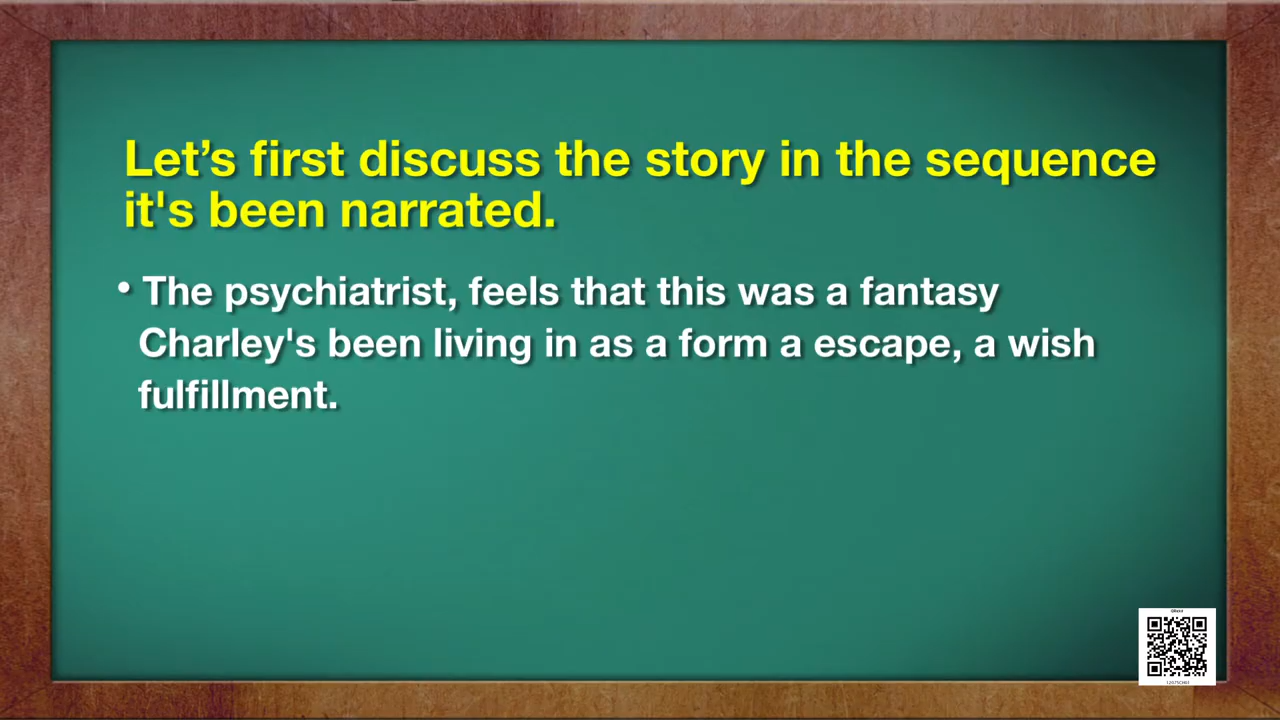 Let’s first discuss the story in the sequence
it's been narrated.
• The psychiatrist, feels that this was a fantasy
Charley's been living in as a form a escape, a wish
fulfillment.